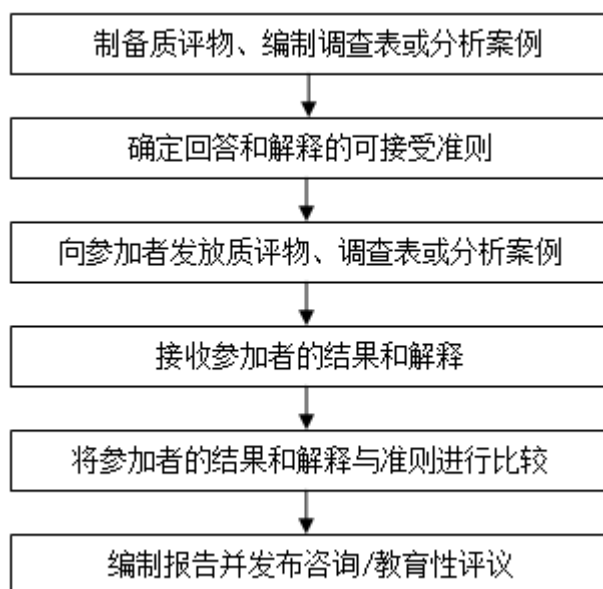 制备质评物、编制调查表或分析案例
确定回答和解释的可接受准则
向参加者发放质评物、调查表或分析案例
接收参加者的结果和解释
将参加者的结果和解释与准则进行比较
编制报告并发布咨询/教育性评议